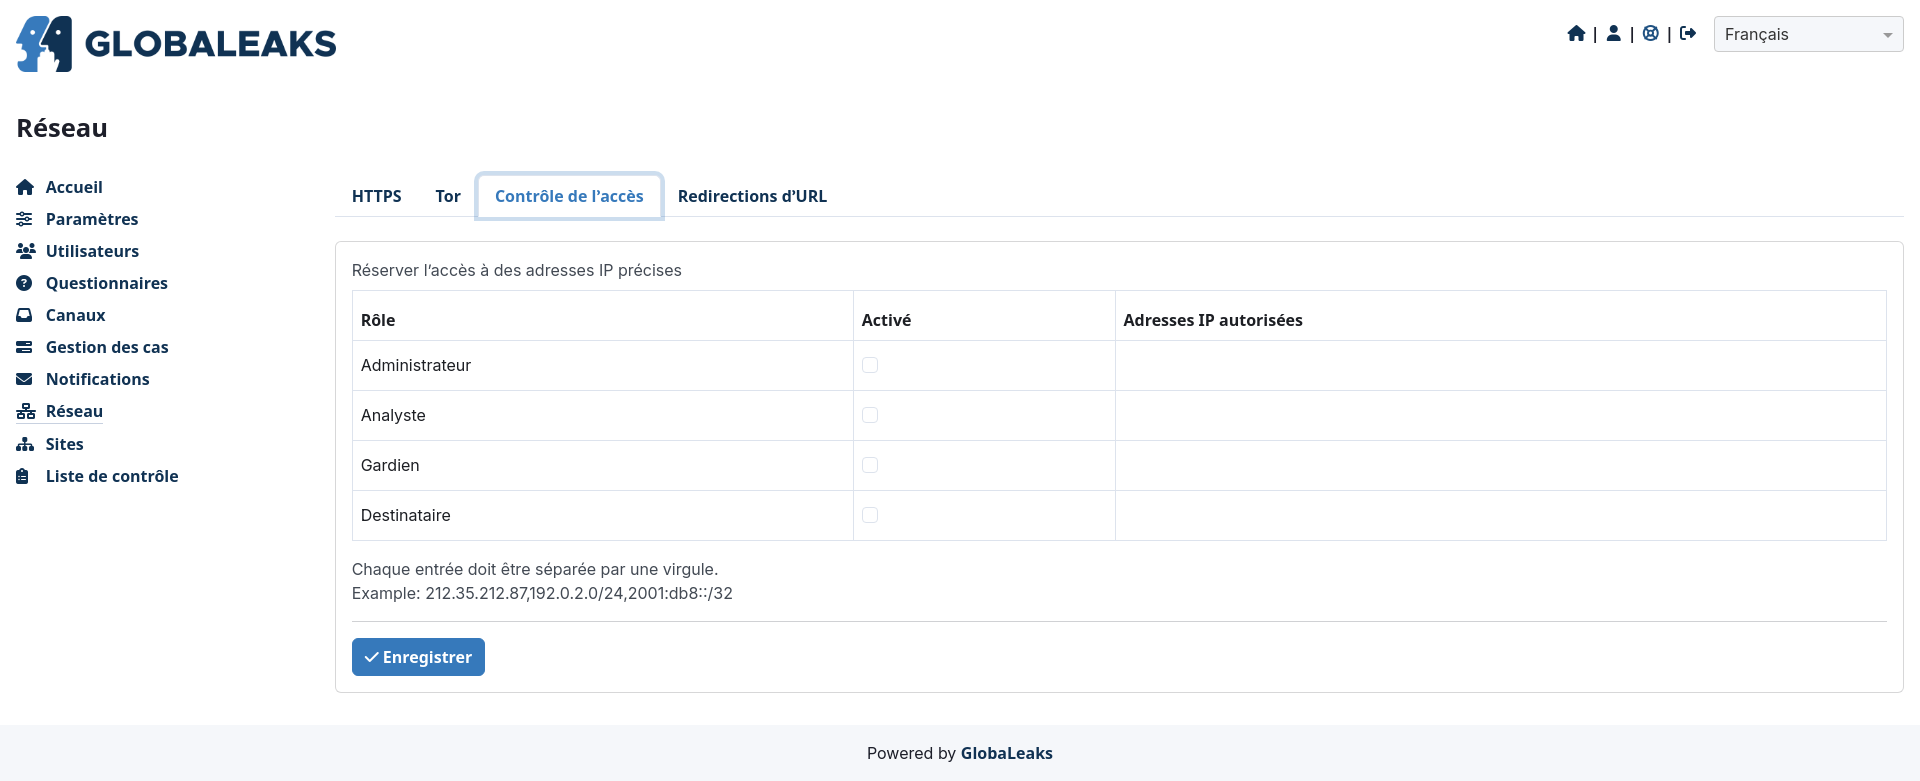 GLOBALEAKS
| | |
Français
Réseau
Accueil
Paramètres
Utilisateurs
Questionnaires
Canaux
Gestion des cas
Notifications
Réseau
Sites
Liste de contrôle
HTTPS Tor Contrôle de l’accès Redirections d’URL
Réserver l’accès à des adresses IP précises
Rôle Activé Adresses IP autorisées
Administrateur
Analyste
Gardien
Destinataire
Chaque entrée doit être séparée par une virgule.
Example: 212.35.212.87,192.0.2.0/24,2001:db8::/32
Enregistrer
Powered by GlobaLeaks